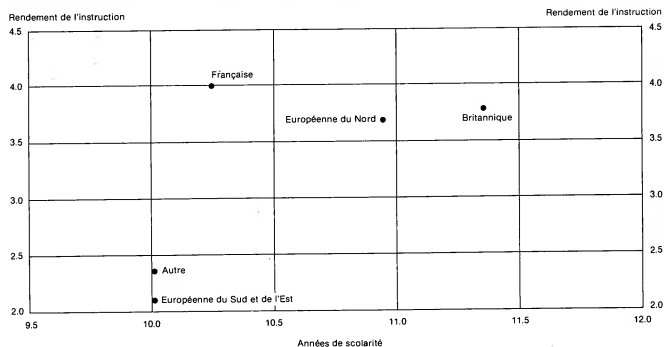 Rendement de l'instruction
Rendement de l'instruction
4.5
4.5
Française
4.0
4.0
Européenne du Nord
Britannique
3.5
3.5
3.0
3.0
2.5
2.5
Autre
Européenne du Sud et de l'Est
2.0
2.0
9.5
10.0
10.5
11.0
11.5
12.0
Années de scolarité